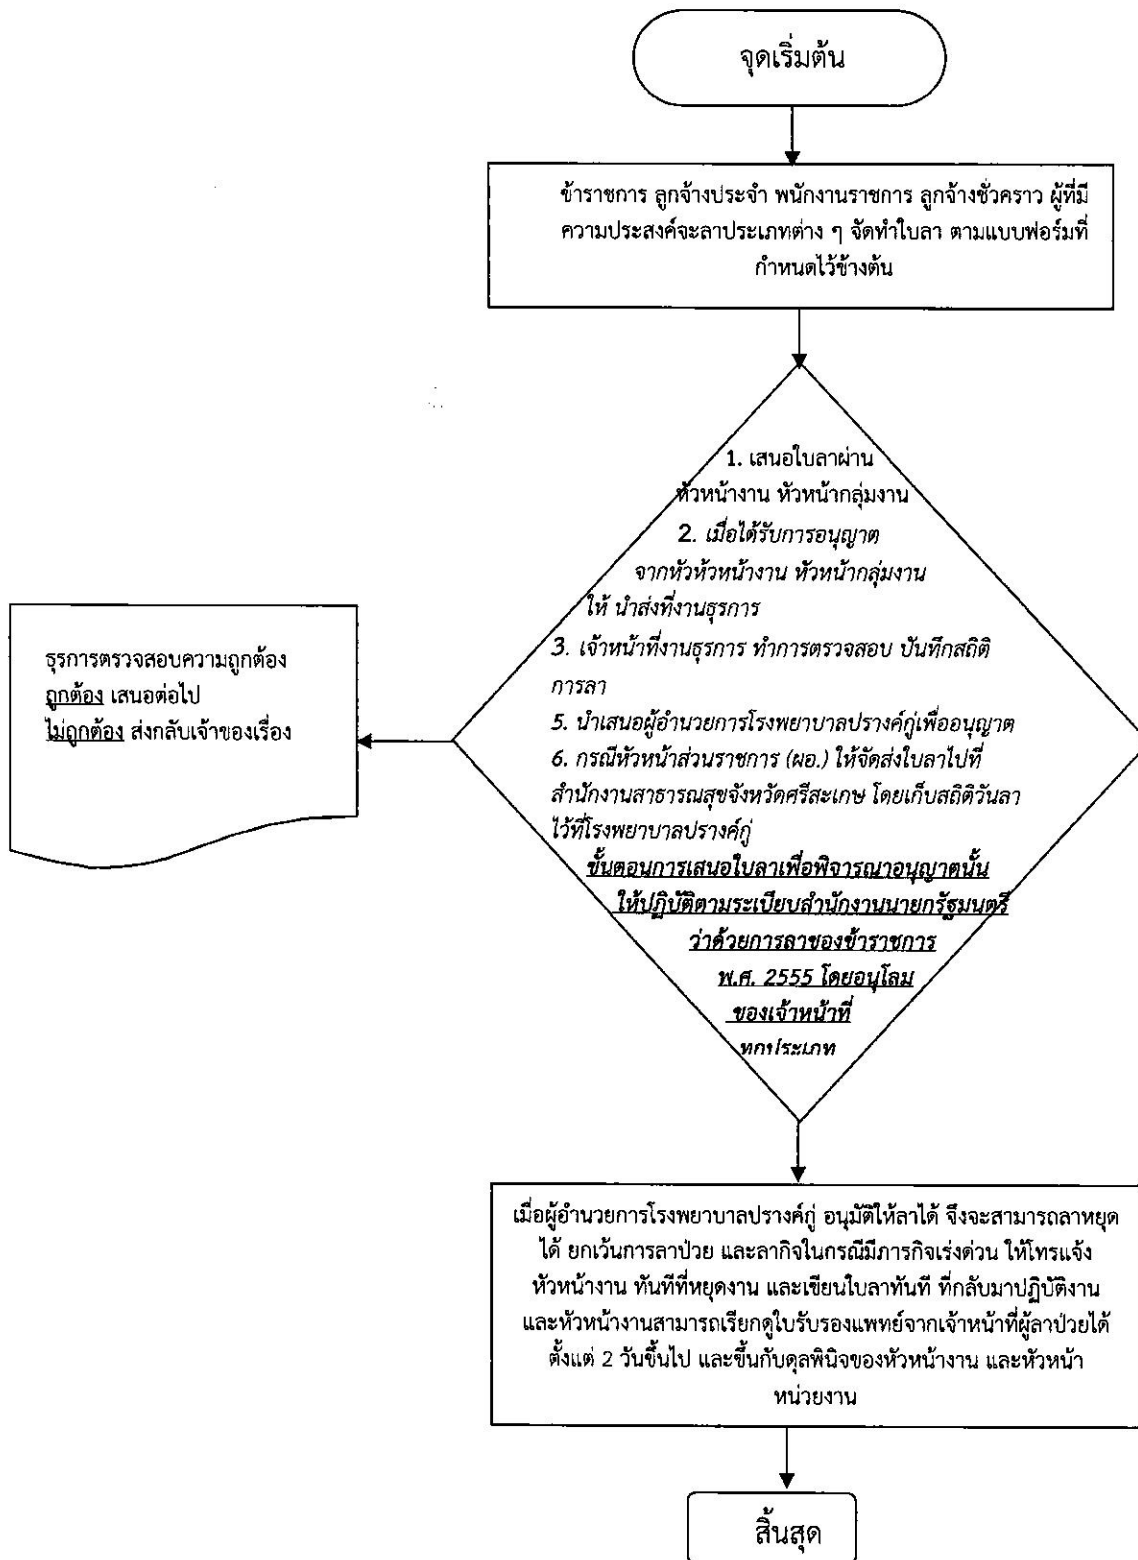 จุดเริ่มต้น
ข้าราชการ ลูกจ้างประจำ พนักงานราชการ ลูกจ้างชั่วคราว ผู้ที่มี
ความประสงค์จะลาประเภทต่าง ๆ จัดทำใบลา ตามแบบฟอร์มที่
กำหนดไว้ข้างต้น
1. เสนอใบลาผ่าน
หัวหน้างาน หัวหน้ากลุ่มงาน
2. เมื่อได้รับการอนุญาต
จากหัวหัวหน้างาน หัวหน้ากลุ่มงาน
ให้ นำส่งที่งานธุรการ
3. เจ้าหน้าที่งานธุรการ ทำการตรวจสอบ บันทึกสถิติ
การลา
5. นำเสนอผู้อำนวยการโรงพยาบาลปรางค์กู่เพื่ออนุญาต
6. กรณีหัวหน้าส่วนราชการ (ผอ.) ให้จัดส่งใบลาไปที่
สำนักงานสาธารณสุขจังหวัดศรีสะเกษ โดยเก็บสถิติวันลา
ไว้ที่โรงพยาบาลปรางค์กู่
ขั้นตอนการเสนอใบลาเพื่อพิจารณาอนุญาตนั้น
ให้ปฏิบัติตามระเบียบสำนักงานนายกรัฐมนตรี
ว่าด้วยการลาของข้าราชการ
พ.ศ. 2555 โดยอนุโลม
ของเจ้าหน้าที่
ทุกประเภท
ธุรการตรวจสอบความถูกต้อง
ถูกต้อง เสนอต่อไป
ไม่ถูกต้อง ส่งกลับเจ้าของเรื่อง
เมื่อผู้อำนวยการโรงพยาบาลปรางค์กู่ อนุมัติให้ลาได้ จึงจะสามารถลาหยุด
ได้ ยกเว้นการลาป่วย และลากิจในกรณีมีภารกิจเร่งด่วน ให้โทรแจ้ง
หัวหน้างาน ทันทีที่หยุดงาน และเขียนใบลาทันที ที่กลับมาปฏิบัติงาน
และหัวหน้างานสามารถเรียกดูใบรับรองแพทย์จากเจ้าหน้าที่ผู้ลาป่วยได้
ตั้งแต่ 2 วันขึ้นไป และขึ้นกับดุลพินิจของหัวหน้างาน และหัวหน้า
หน่วยงาน
สิ้นสุด